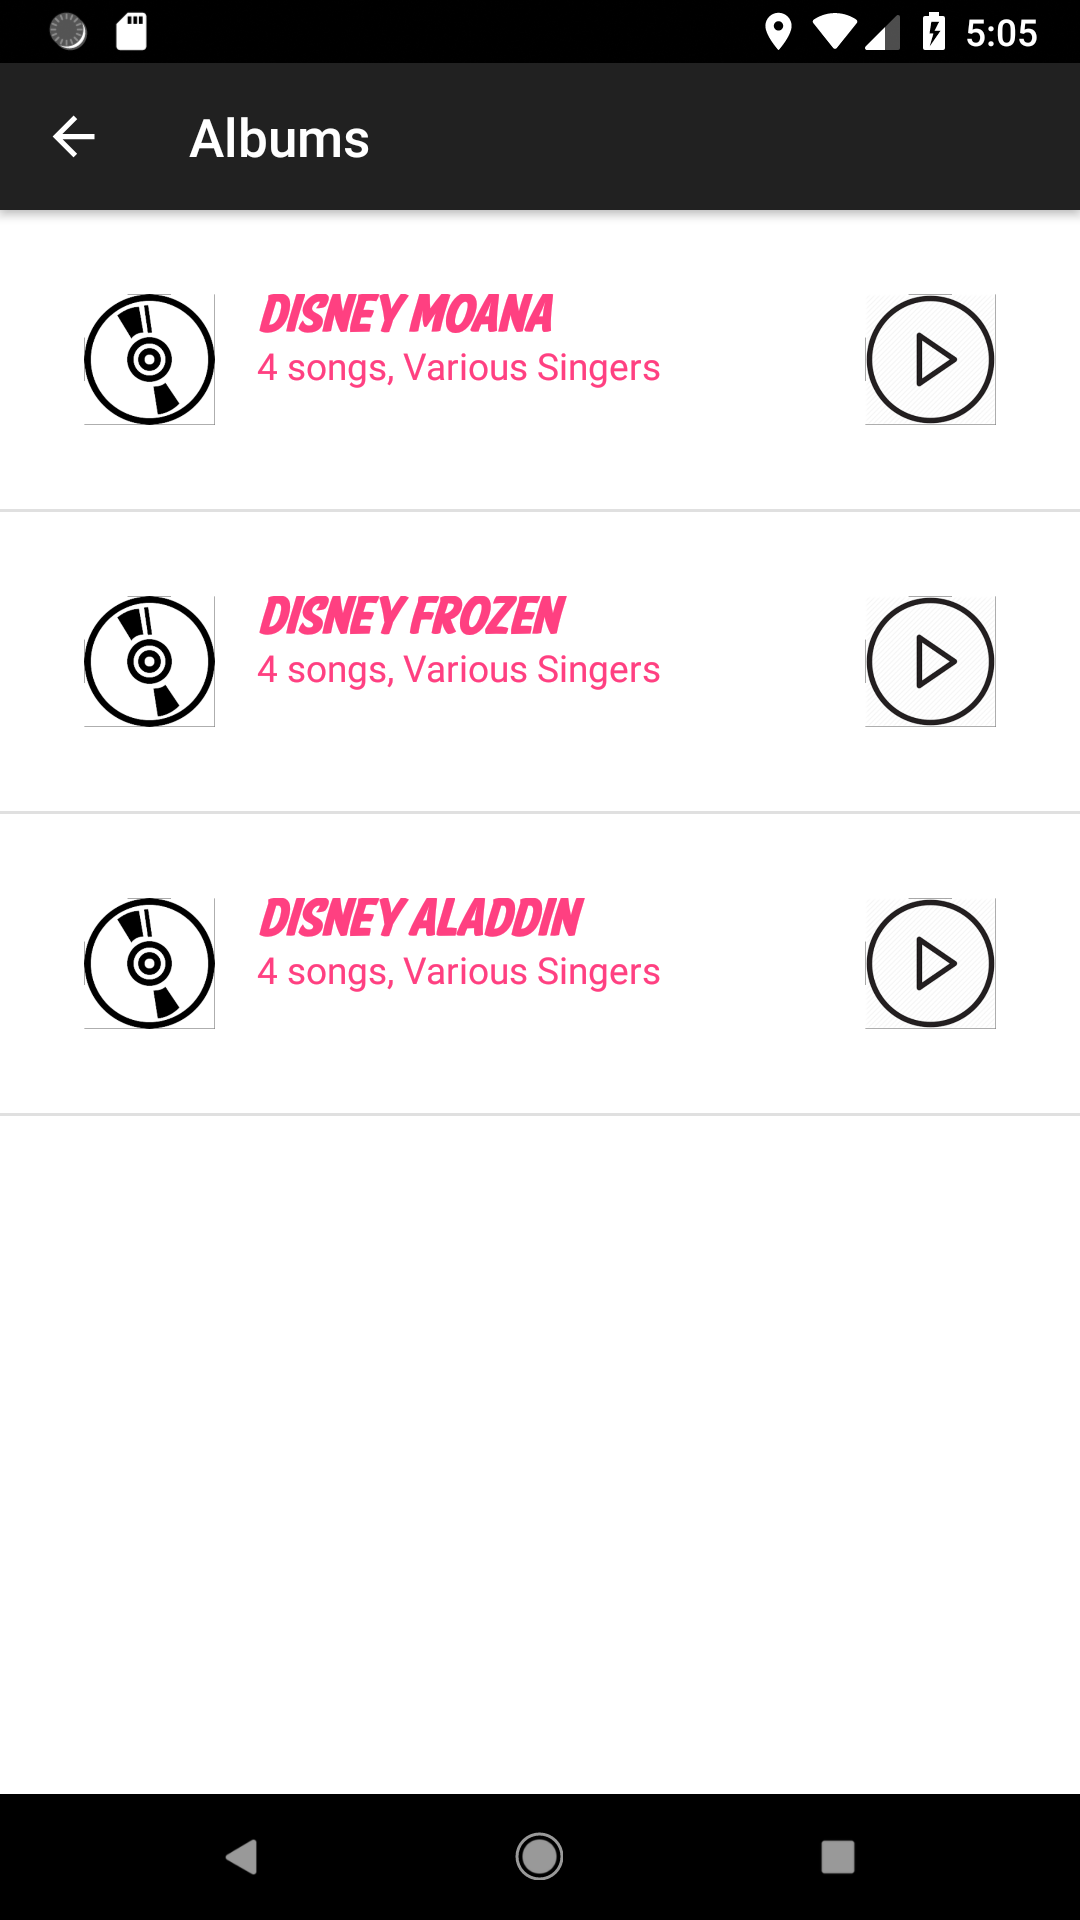 5:05
Albums
DISNEY MOANA
4 songs, Various Singers
DISNEY FROZEN
4 songs, Various Singers
DISNEY ALADDIN
4 songs, Various Singers